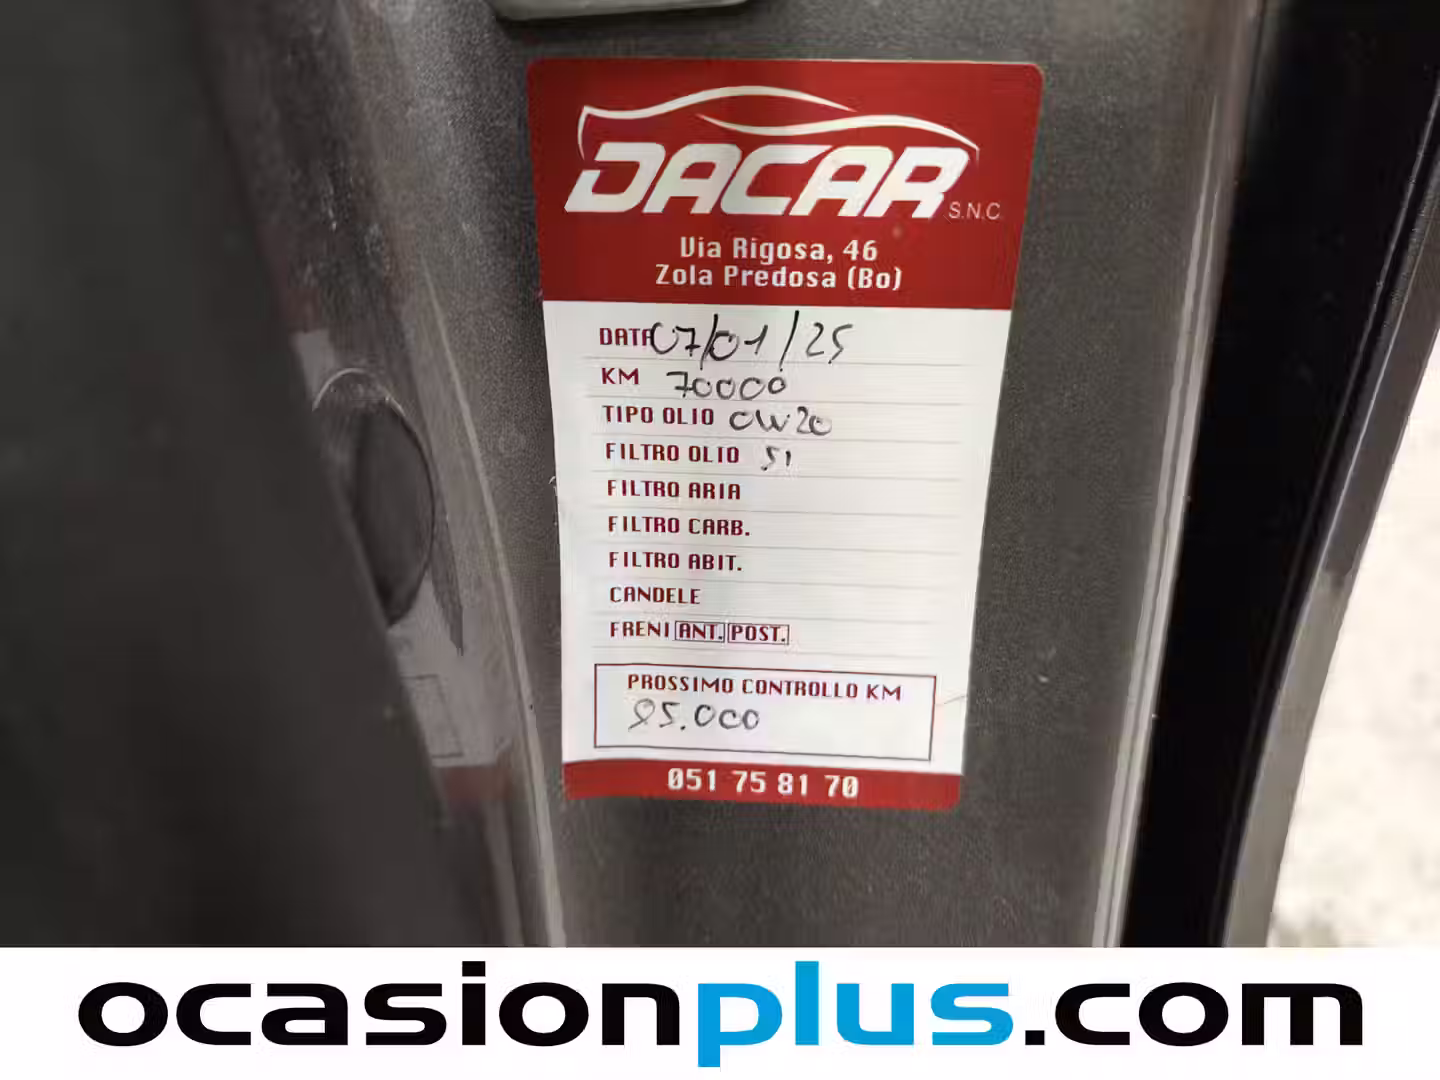 DACAR S.N.C.
Via Rigosa, 46
Zola Predosa (Bo)
DATA 07/01/25
KM 70000
TIPO OLIO 0W20
FILTRO OLIO SI
FILTRO ARIA
FILTRO CARB.
FILTRO ABIT.
CANDELE
FRENI ANT. POST.
PROSSIMO CONTROLLO KM
85.000
051 75 81 70
ocasionplus.com